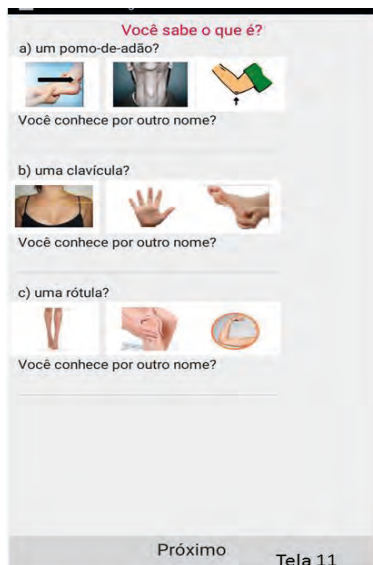 Você sabe o que é?
a) um pomo-de-adão?
Você conhece por outro nome?
b) uma clavícula?
Você conhece por outro nome?
c) uma rótula?
Você conhece por outro nome?
Próximo
Tela 11